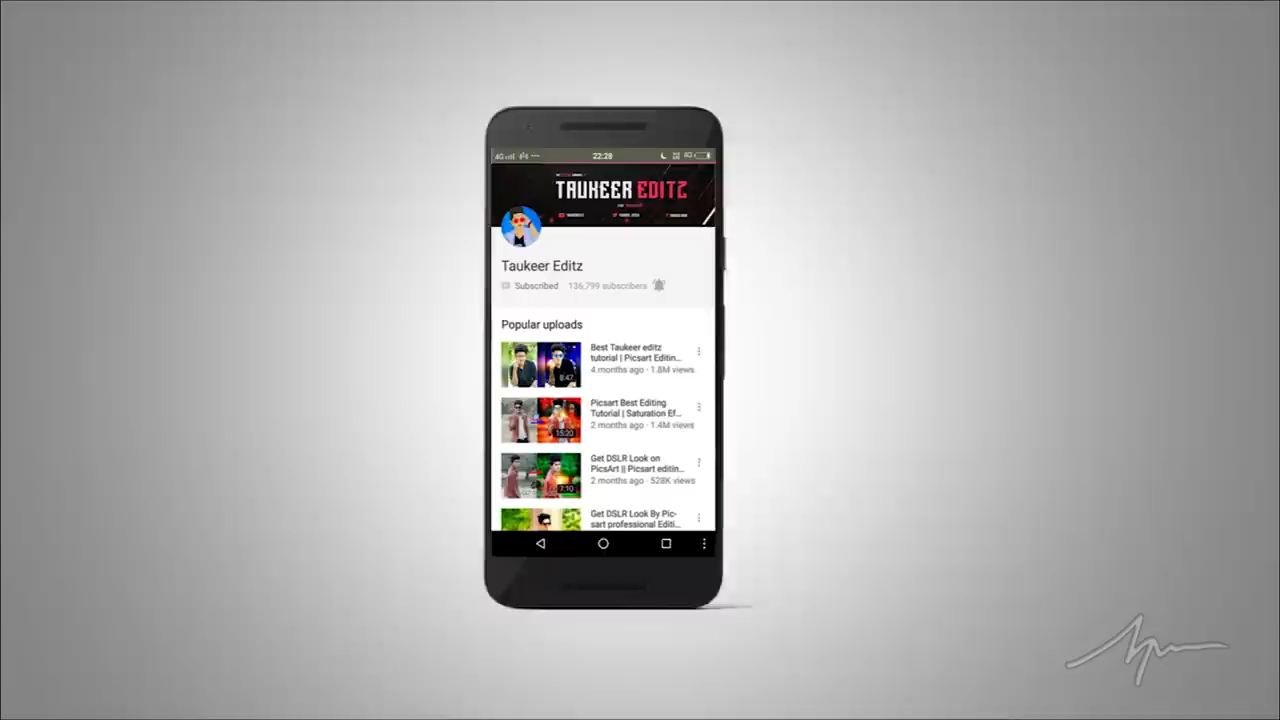 4G
22:28
4G
TAUKEER EDITZ
Taukeer Editz
Subscribed 136,799 subscribers
Popular uploads
Best Taukeer editz
tutorial | Picsart Editin...
4 months ago · 1.8M views
8:47
Picsart Best Editing
Tutorial | Saturation Ef...
2 months ago · 1.4M views
15:20
Get DSLR Look on
PicsArt || Picsart editin...
2 months ago · 528K views
7:10
Get DSLR Look By Pic-
sart professional Editi...